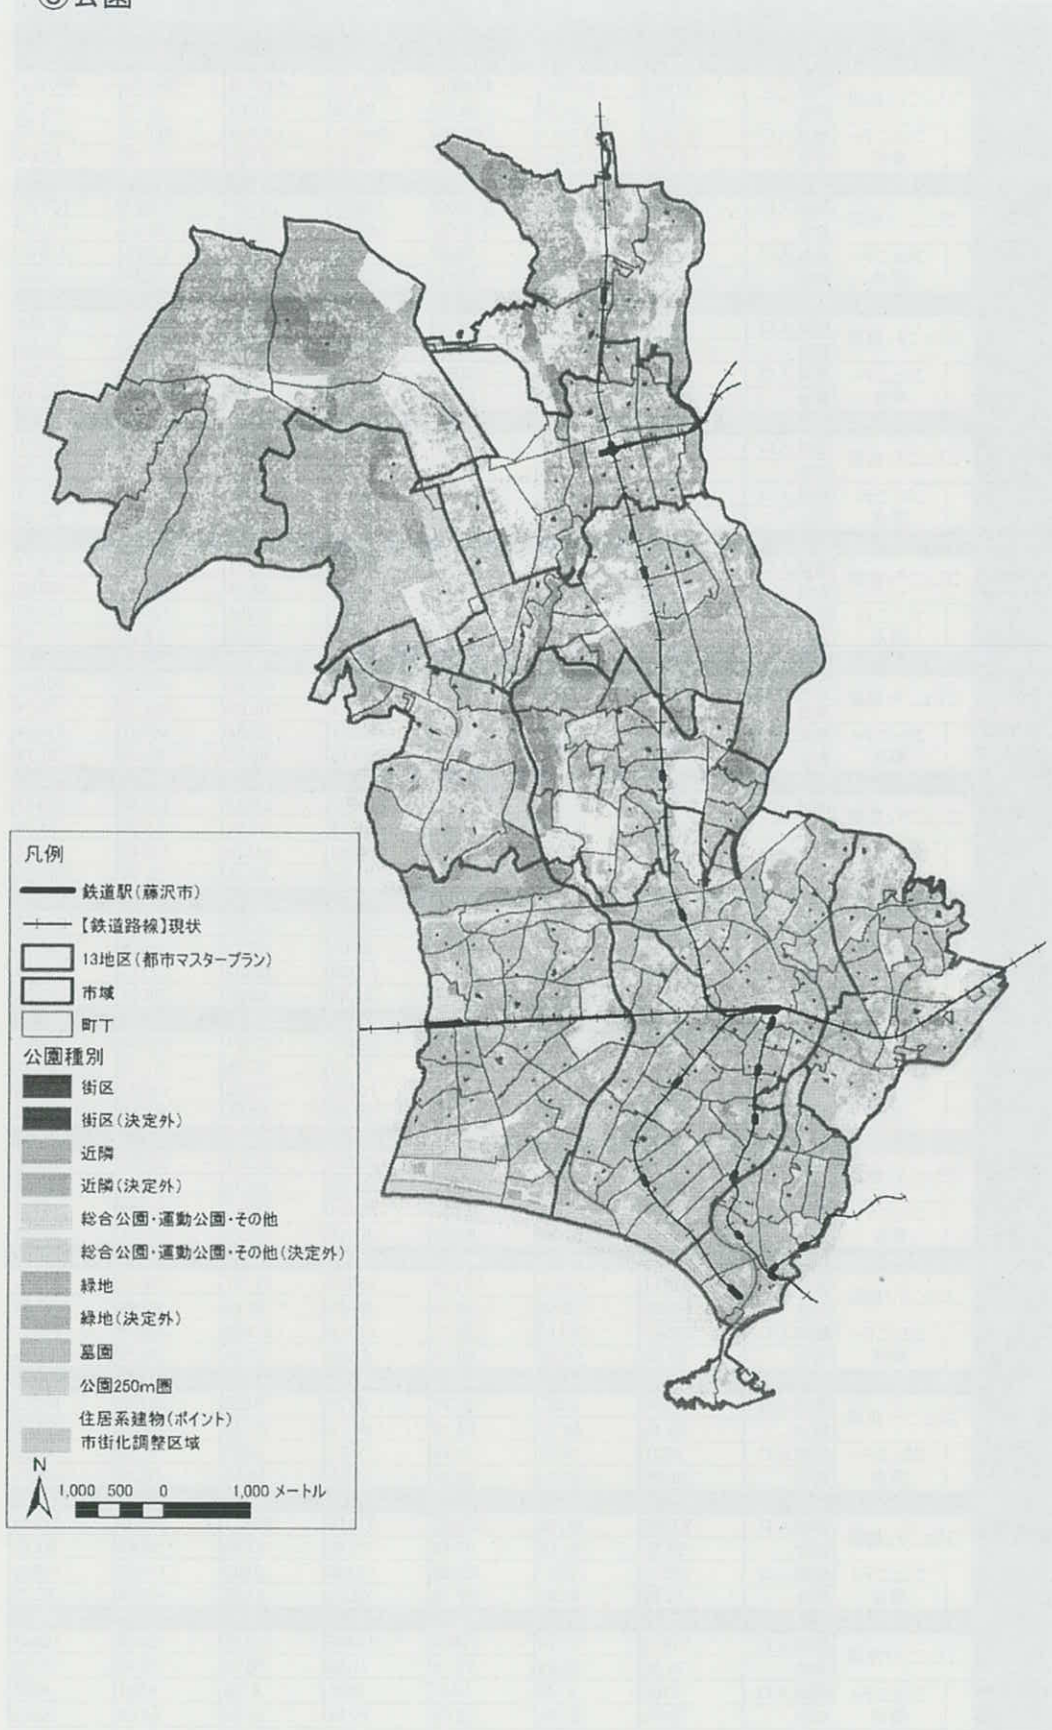 公園
凡例
鉄道駅(藤沢市)
【鉄道路線】現状
13地区(都市マスタープラン)
市域
町丁
公園種別
街区
街区(決定外)
近隣
近隣(決定外)
総合公園・運動公園・その他
総合公園・運動公園・その他(決定外)
緑地
緑地(決定外)
墓園
公園250m圏
住居系建物(ポイント)
市街化調整区域
N
1,000 500 0 1,000 メートル